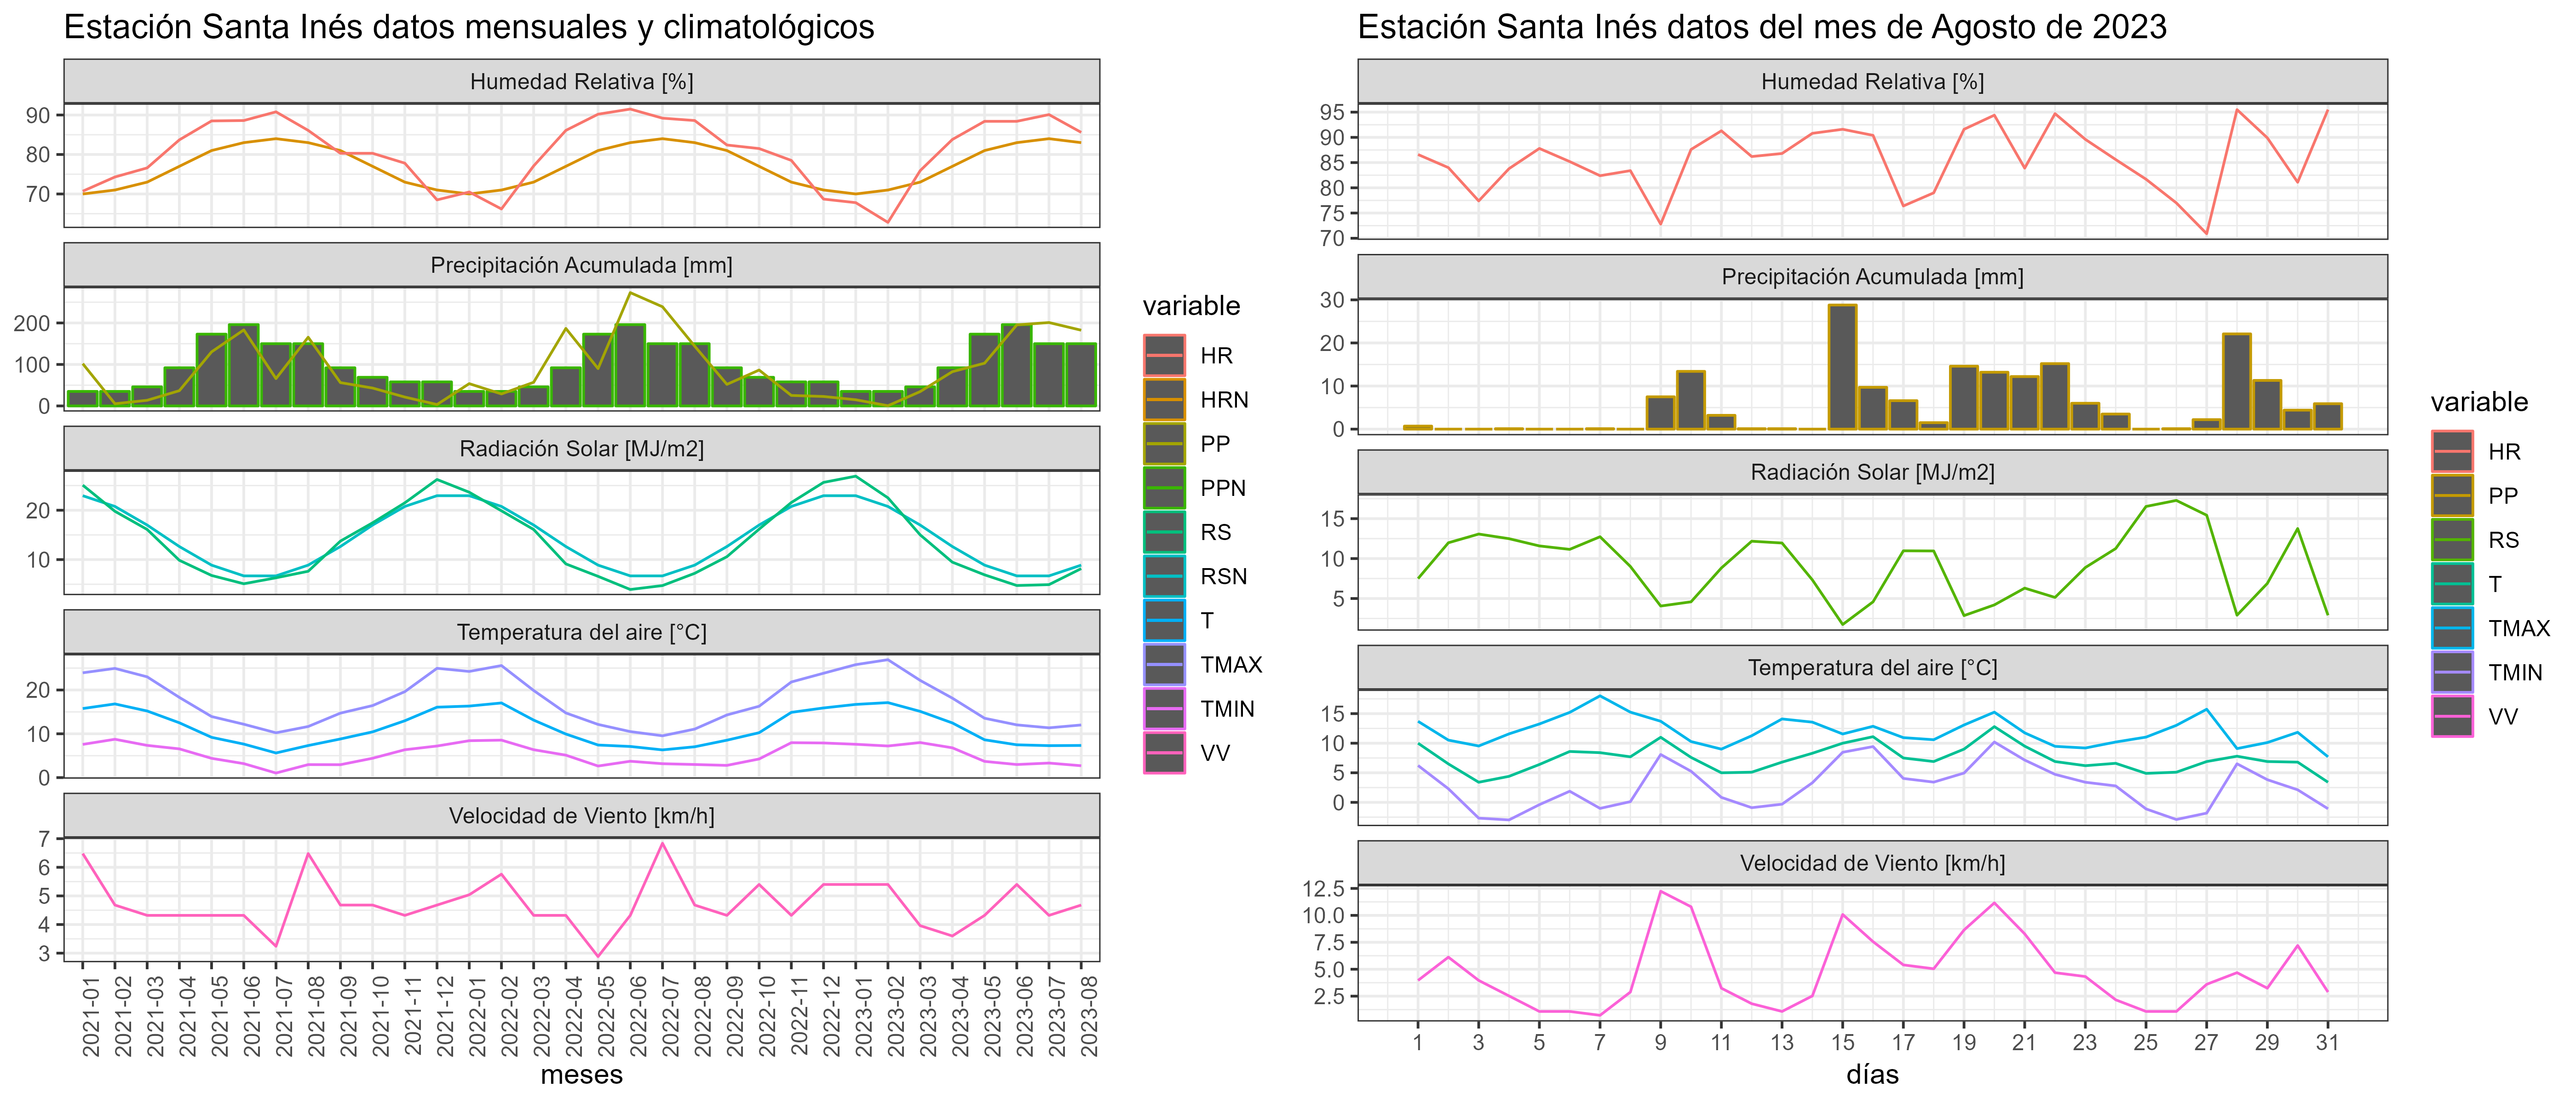 Estación Santa Inés datos mensuales y climatológicos
Humedad Relativa [%]
90
80
70
Precipitación Acumulada [mm]
200
100
0
Radiación Solar [MJ/m2]
20
10
Temperatura del aire [°C]
20
10
0
Velocidad de Viento [km/h]
7
6
5
4
3
2021-01
2021-02
2021-03
2021-04
2021-05
2021-06
2021-07
2021-08
2021-09
2021-10
2021-11
2021-12
2022-01
2022-02
2022-03
2022-04
2022-05
2022-06
2022-07
2022-08
2022-09
2022-10
2022-11
2022-12
2023-01
2023-02
2023-03
2023-04
2023-05
2023-06
2023-07
2023-08
meses
variable
HR
HRN
PP
PPN
RS
RSN
T
TMAX
TMIN
VV
Estación Santa Inés datos del mes de Agosto de 2023
Humedad Relativa [%]
95
90
85
80
75
70
Precipitación Acumulada [mm]
30
20
10
0
Radiación Solar [MJ/m2]
15
10
5
Temperatura del aire [°C]
15
10
5
0
Velocidad de Viento [km/h]
12.5
10.0
7.5
5.0
2.5
1 3 5 7 9 11 13 15 17 19 21 23 25 27 29 31
días
variable
HR
PP
RS
T
TMAX
TMIN
VV